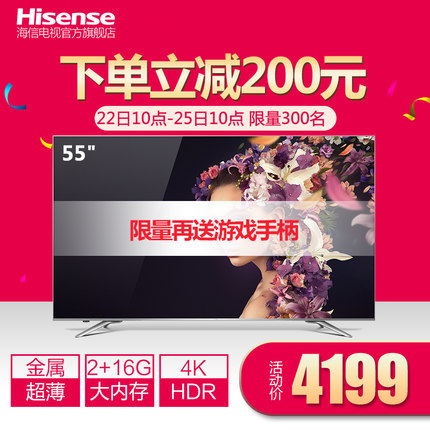 Hisense
海信电视官方旗舰店
下单立减200元
22日10点-25日10点 限量300名
55"
限量再送游戏手柄
金属
超薄
2+16G
大内存
4K
HDR
活动价
4199